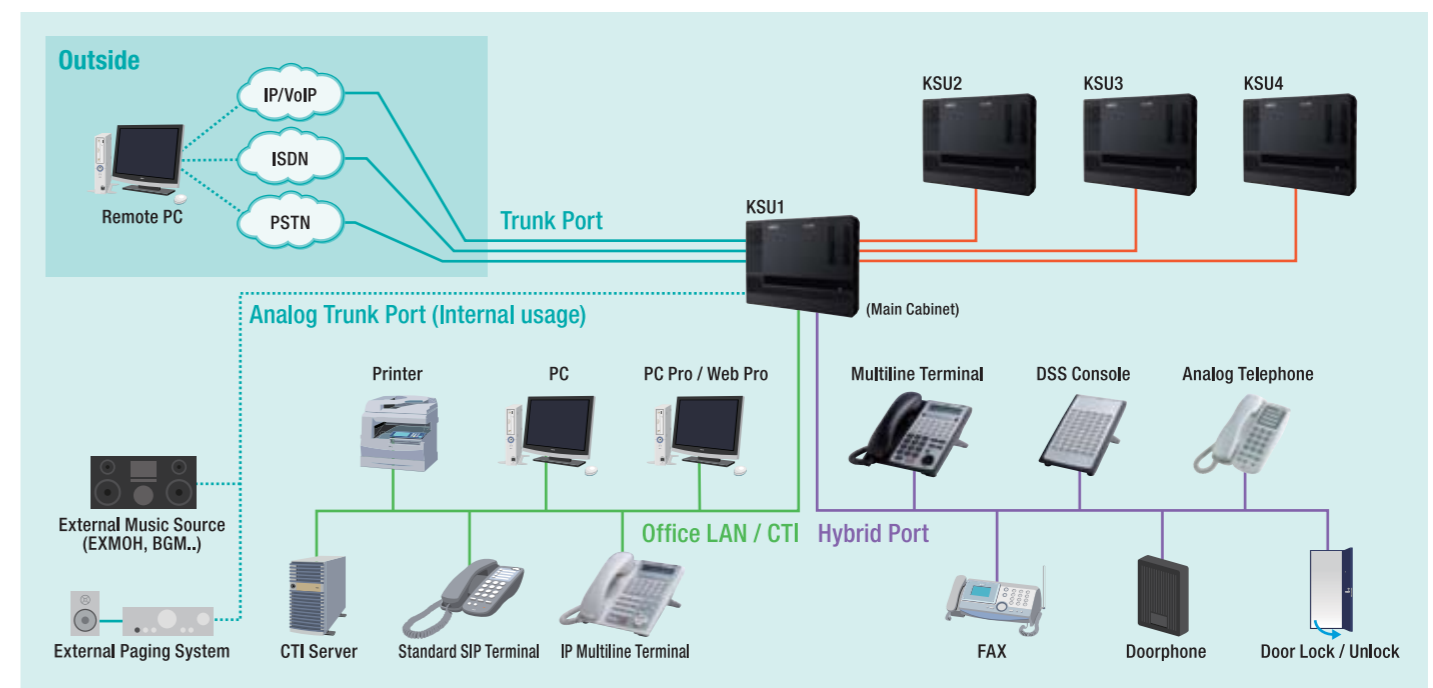 Outside
IP/VoIP
ISDN
PSTN
Remote PC
Trunk Port
KSU1
KSU2
KSU3
KSU4
(Main Cabinet)
Analog Trunk Port (Internal usage)
Printer
PC
PC Pro / Web Pro
Multiline Terminal
DSS Console
Analog Telephone
External Music Source
(EXMOH, BGM..)
Office LAN / CTI
Hybrid Port
External Paging System
CTI Server
Standard SIP Terminal
IP Multiline Terminal
FAX
Doorphone
Door Lock / Unlock